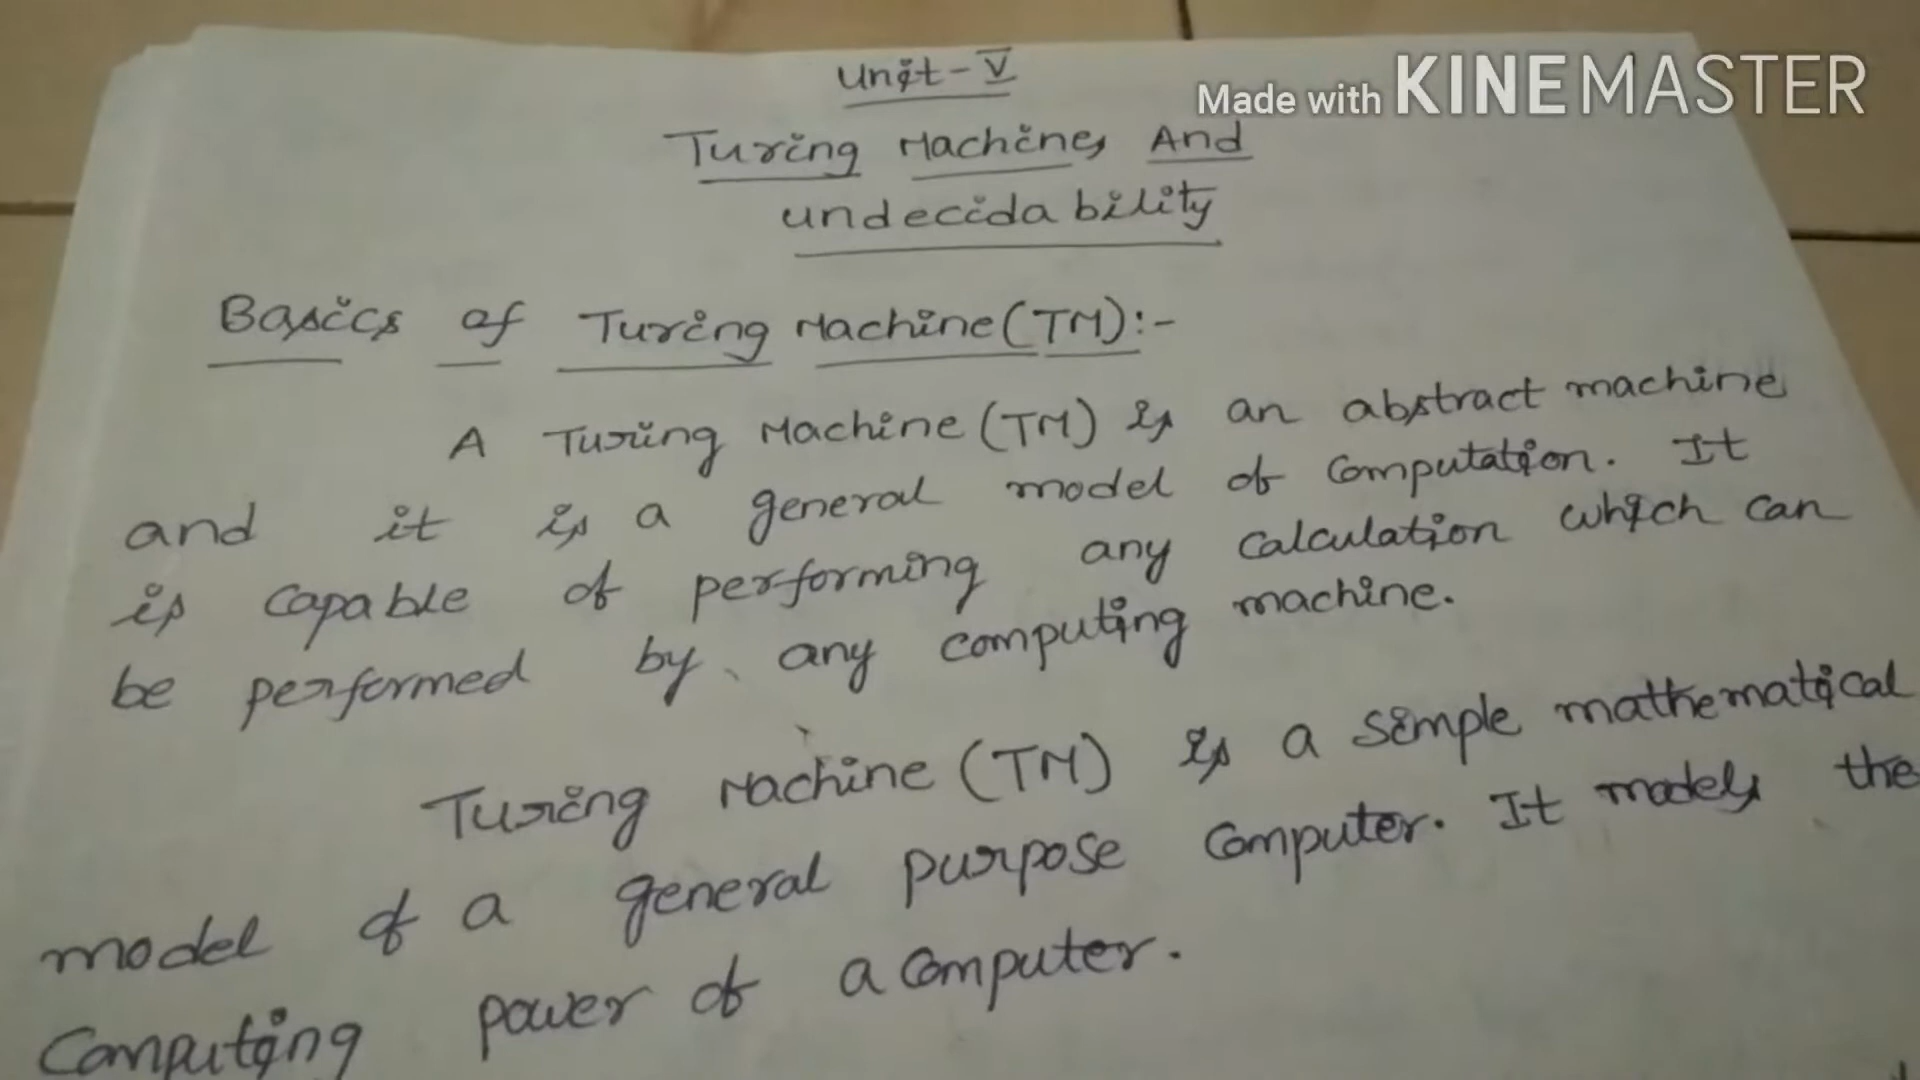 Unit-V
Made with KINEMASTER
Turing Machines And
undecidability
Basics of Turing Machine (TM):-
A Turing Machine (TM) is an abstract machine
and it is a general model of computation. It
is capable of performing any calculation which can
be performed by any computing machine.
Turing Machine (TM) is a simple mathematical
model of a general purpose computer. It models the
computing power of a computer.